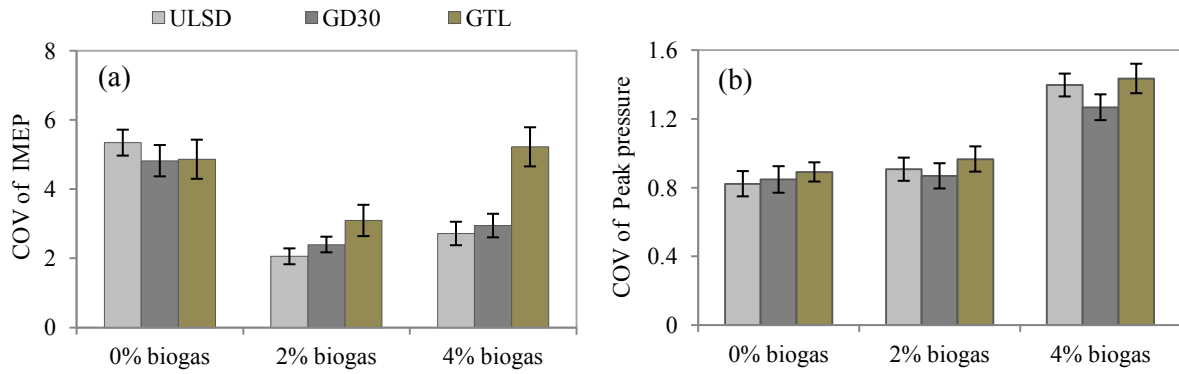 ULSD GD30 GTL
(a)
COV of IMEP
8
6
4
2
0
0% biogas 2% biogas 4% biogas
(b)
COV of Peak pressure
1.6
1.2
0.8
0.4
0
0% biogas 2% biogas 4% biogas